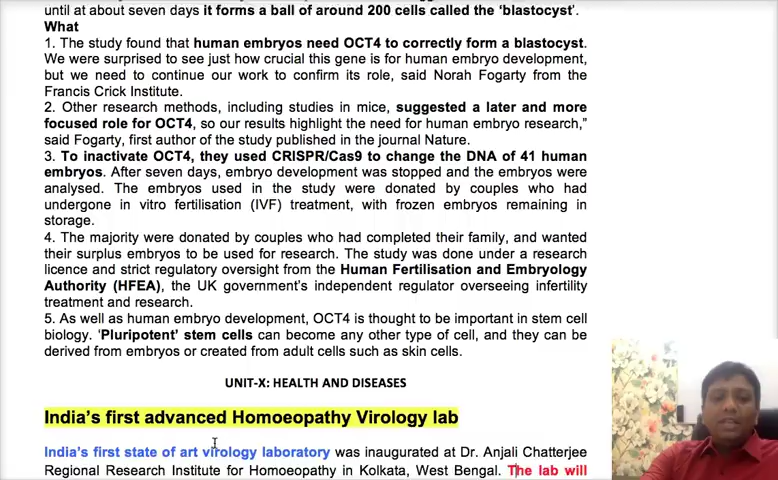 until at about seven days it forms a ball of around 200 cells called the ‘blastocyst’.
What
1. The study found that human embryos need OCT4 to correctly form a blastocyst.
We were surprised to see just how crucial this gene is for human embryo development,
but we need to continue our work to confirm its role, said Norah Fogarty from the
Francis Crick Institute.
2. Other research methods, including studies in mice, suggested a later and more
focused role for OCT4, so our results highlight the need for human embryo research,”
said Fogarty, first author of the study published in the journal Nature.
3. To inactivate OCT4, they used CRISPR/Cas9 to change the DNA of 41 human
embryos. After seven days, embryo development was stopped and the embryos were
analysed. The embryos used in the study were donated by couples who had
undergone in vitro fertilisation (IVF) treatment, with frozen embryos remaining in
storage.
4. The majority were donated by couples who had completed their family, and wanted
their surplus embryos to be used for research. The study was done under a research
licence and strict regulatory oversight from the Human Fertilisation and Embryology
Authority (HFEA), the UK government’s independent regulator overseeing infertility
treatment and research.
5. As well as human embryo development, OCT4 is thought to be important in stem cell
biology. ‘Pluripotent’ stem cells can become any other type of cell, and they can be
derived from embryos or created from adult cells such as skin cells.
UNIT-X: HEALTH AND DISEASES
India’s first advanced Homoeopathy Virology lab
India’s first state of art virology laboratory was inaugurated at Dr. Anjali Chatterjee
Regional Research Institute for Homoeopathy in Kolkata, West Bengal. The lab will